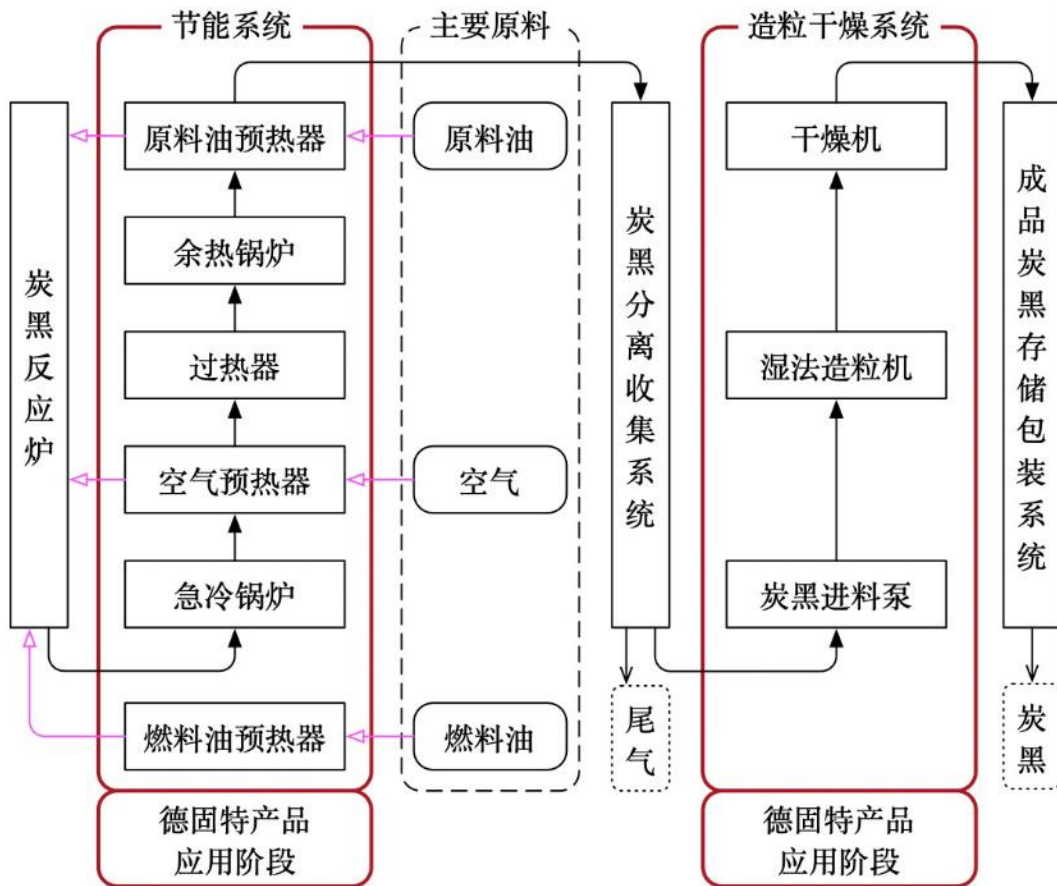 节能系统
主要原料
造粒干燥系统
原料油预热器
原料油
干燥机
余热锅炉
过热器
湿法造粒机
空气预热器
空气
急冷锅炉
炭黑进料泵
燃料油预热器
燃料油
炭黑反应炉
炭黑分离收集系统
成品炭黑存储包装系统
尾气
炭黑
德固特产品
应用阶段
德固特产品
应用阶段